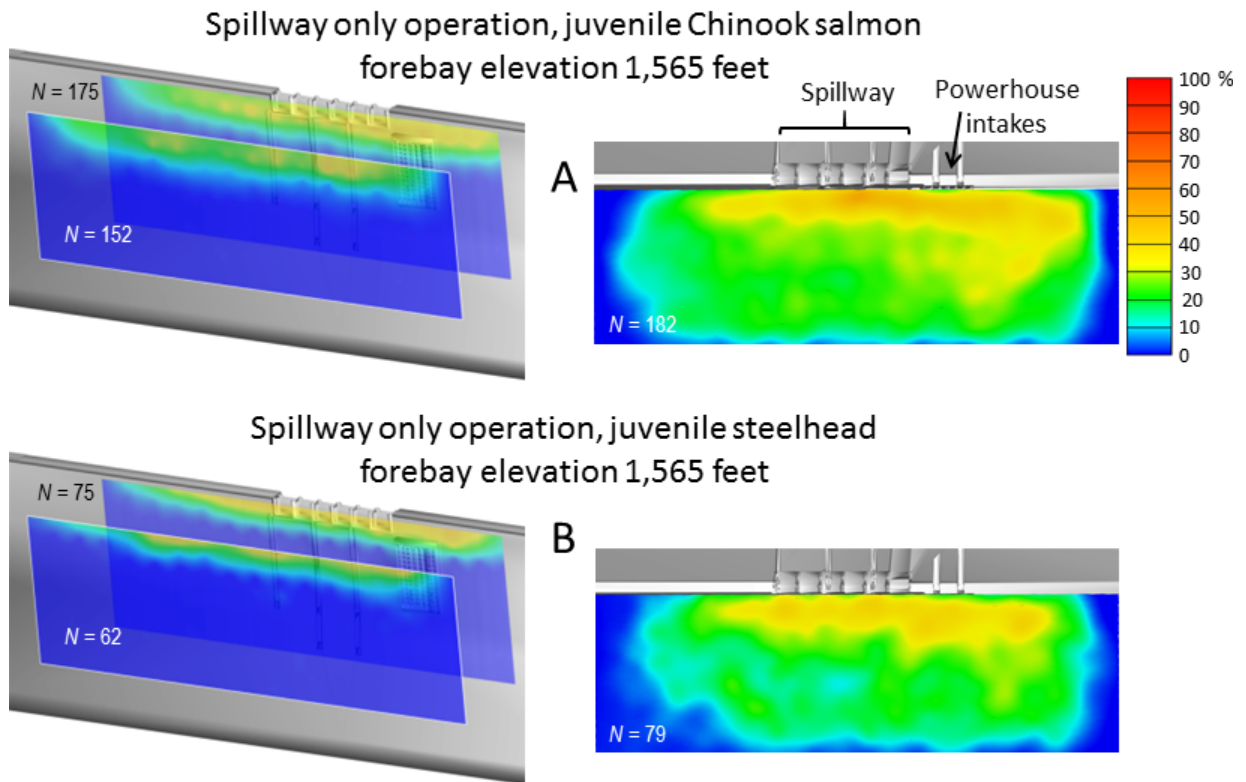 Spillway only operation, juvenile Chinook salmon
forebay elevation 1,565 feet
N = 175
N = 152
A
Spillway
Powerhouse
intakes
N = 182
100 %
90
80
70
60
50
40
30
20
10
0
Spillway only operation, juvenile steelhead
forebay elevation 1,565 feet
N = 75
N = 62
B
N = 79